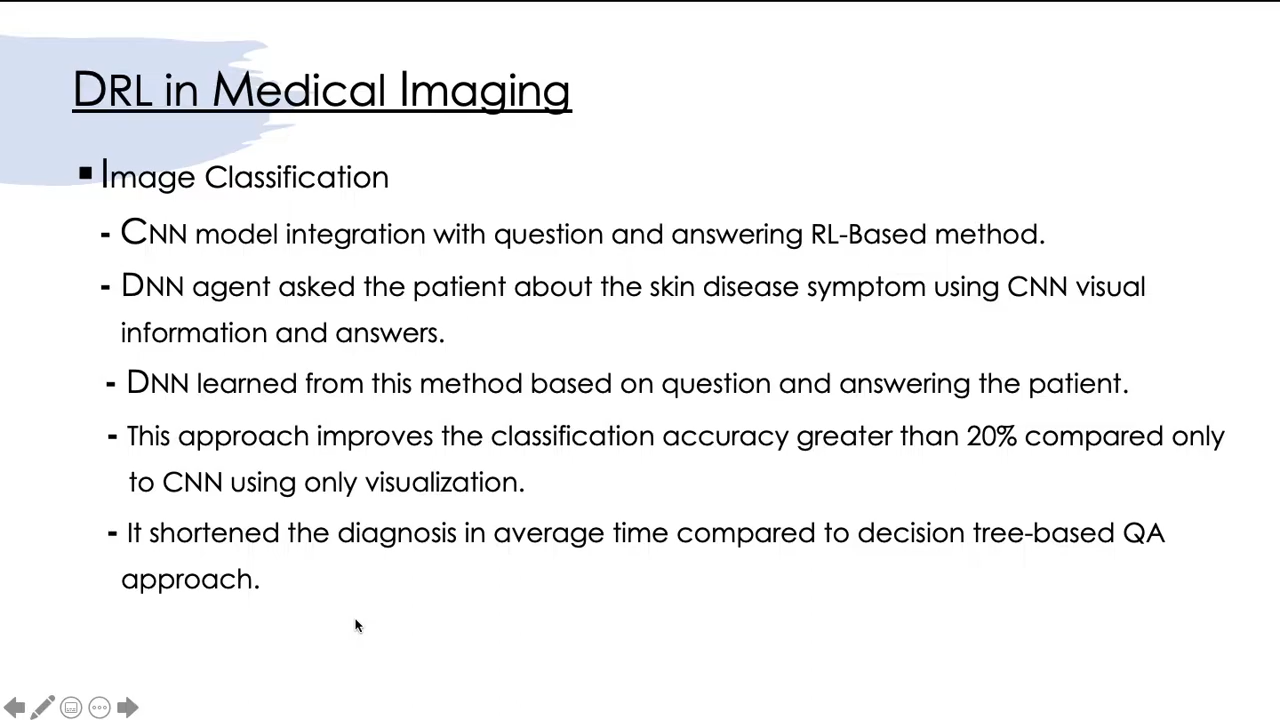 DRL in Medical Imaging
▪ Image Classification
- CNN model integration with question and answering RL-Based method.
- DNN agent asked the patient about the skin disease symptom using CNN visual
information and answers.
- DNN learned from this method based on question and answering the patient.
- This approach improves the classification accuracy greater than 20% compared only
to CNN using only visualization.
- It shortened the diagnosis in average time compared to decision tree-based QA
approach.